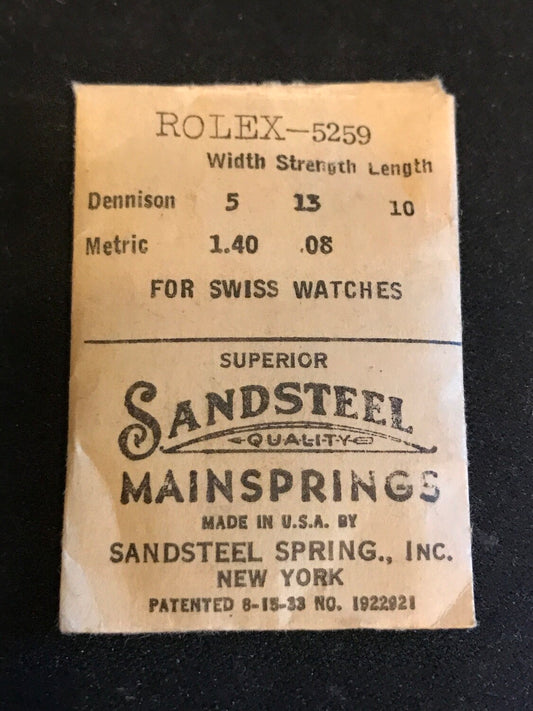 ROLEX-5259
Width Strength Length
Dennison 5 13 10
Metric 1.40 .08
FOR SWISS WATCHES
SUPERIOR
SANDSTEEL
QUALITY
MAINSPRINGS
MADE IN U.S.A. BY
SANDSTEEL SPRING., INC.
NEW YORK
PATENTED 8-15-33 NO. 1922921